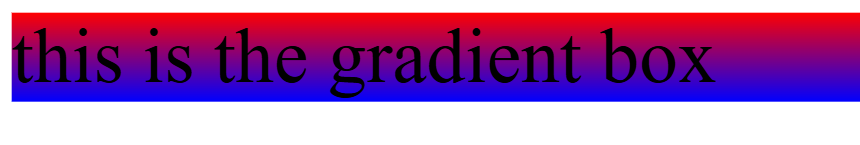 this is the gradient box